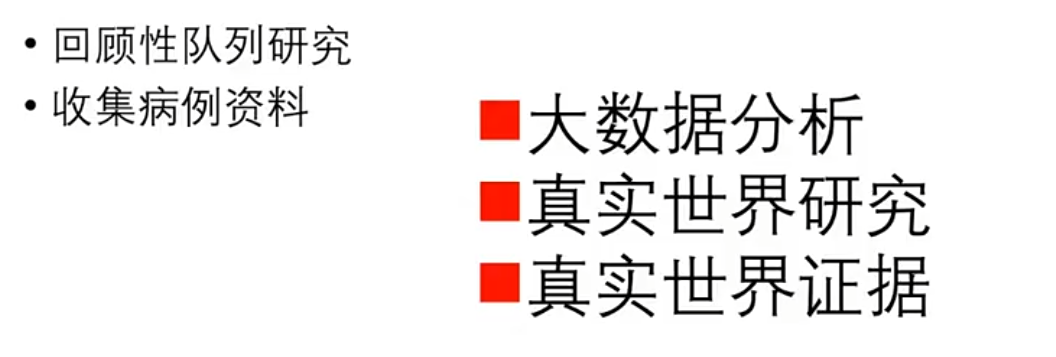 • 回顾性队列研究
• 收集病例资料
■大数据分析
■真实世界研究
■真实世界证据